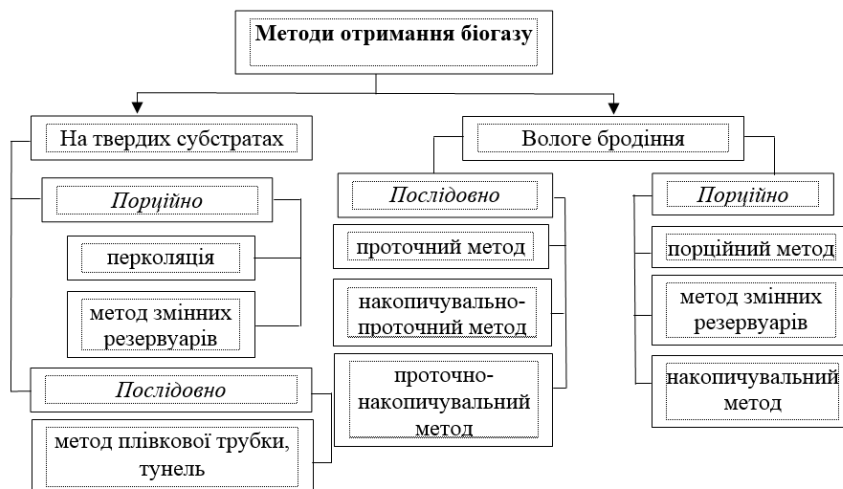 Методи отримання біогазу
На твердих субстратах
Порційно
перколяція
метод змінних
резервуарів
Послідовно
метод плівкової трубки,
тунель
Вологе бродіння
Послідовно
проточний метод
накопичувально-
проточний метод
проточно-
накопичувальний
метод
Порційно
порційний метод
метод змінних
резервуарів
накопичувальний
метод